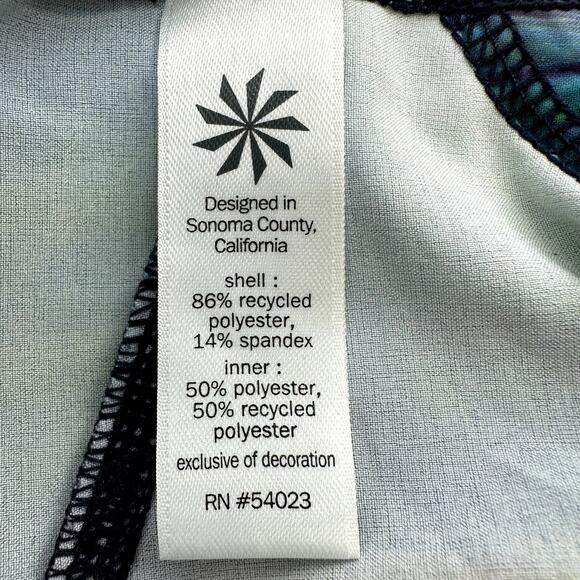 Designed in
Sonoma County,
California
shell :
86% recycled
polyester,
14% spandex
inner :
50% polyester,
50% recycled
polyester
exclusive of decoration
RN #54023